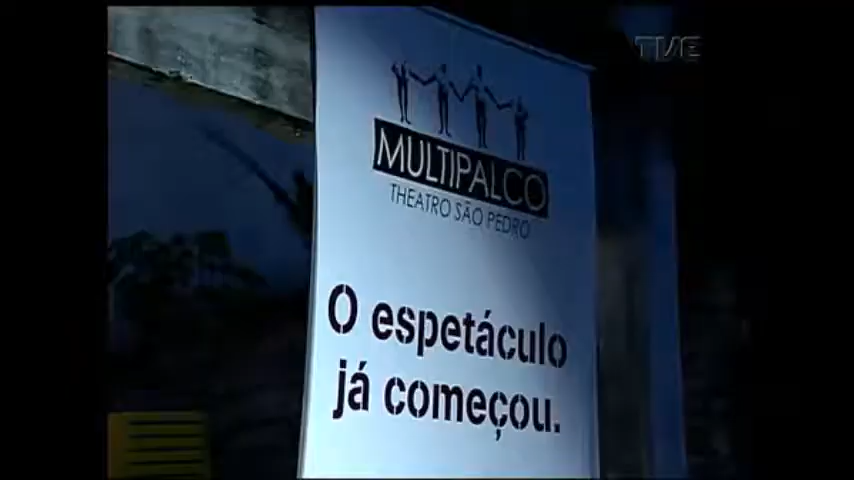 TVE
MULTIPALCO
THEATRO SÃO PEDRO
O espetáculo
já começou.